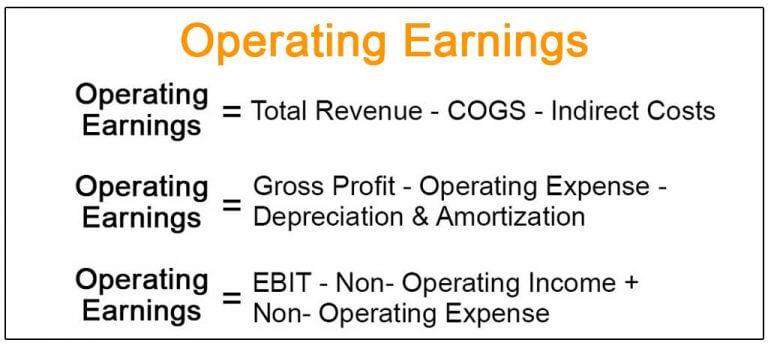 Operating Earnings
Operating
Earnings
= Total Revenue - COGS - Indirect Costs
Operating
Earnings
= Gross Profit - Operating Expense -
Depreciation & Amortization
Operating
Earnings
= EBIT - Non- Operating Income +
Non- Operating Expense